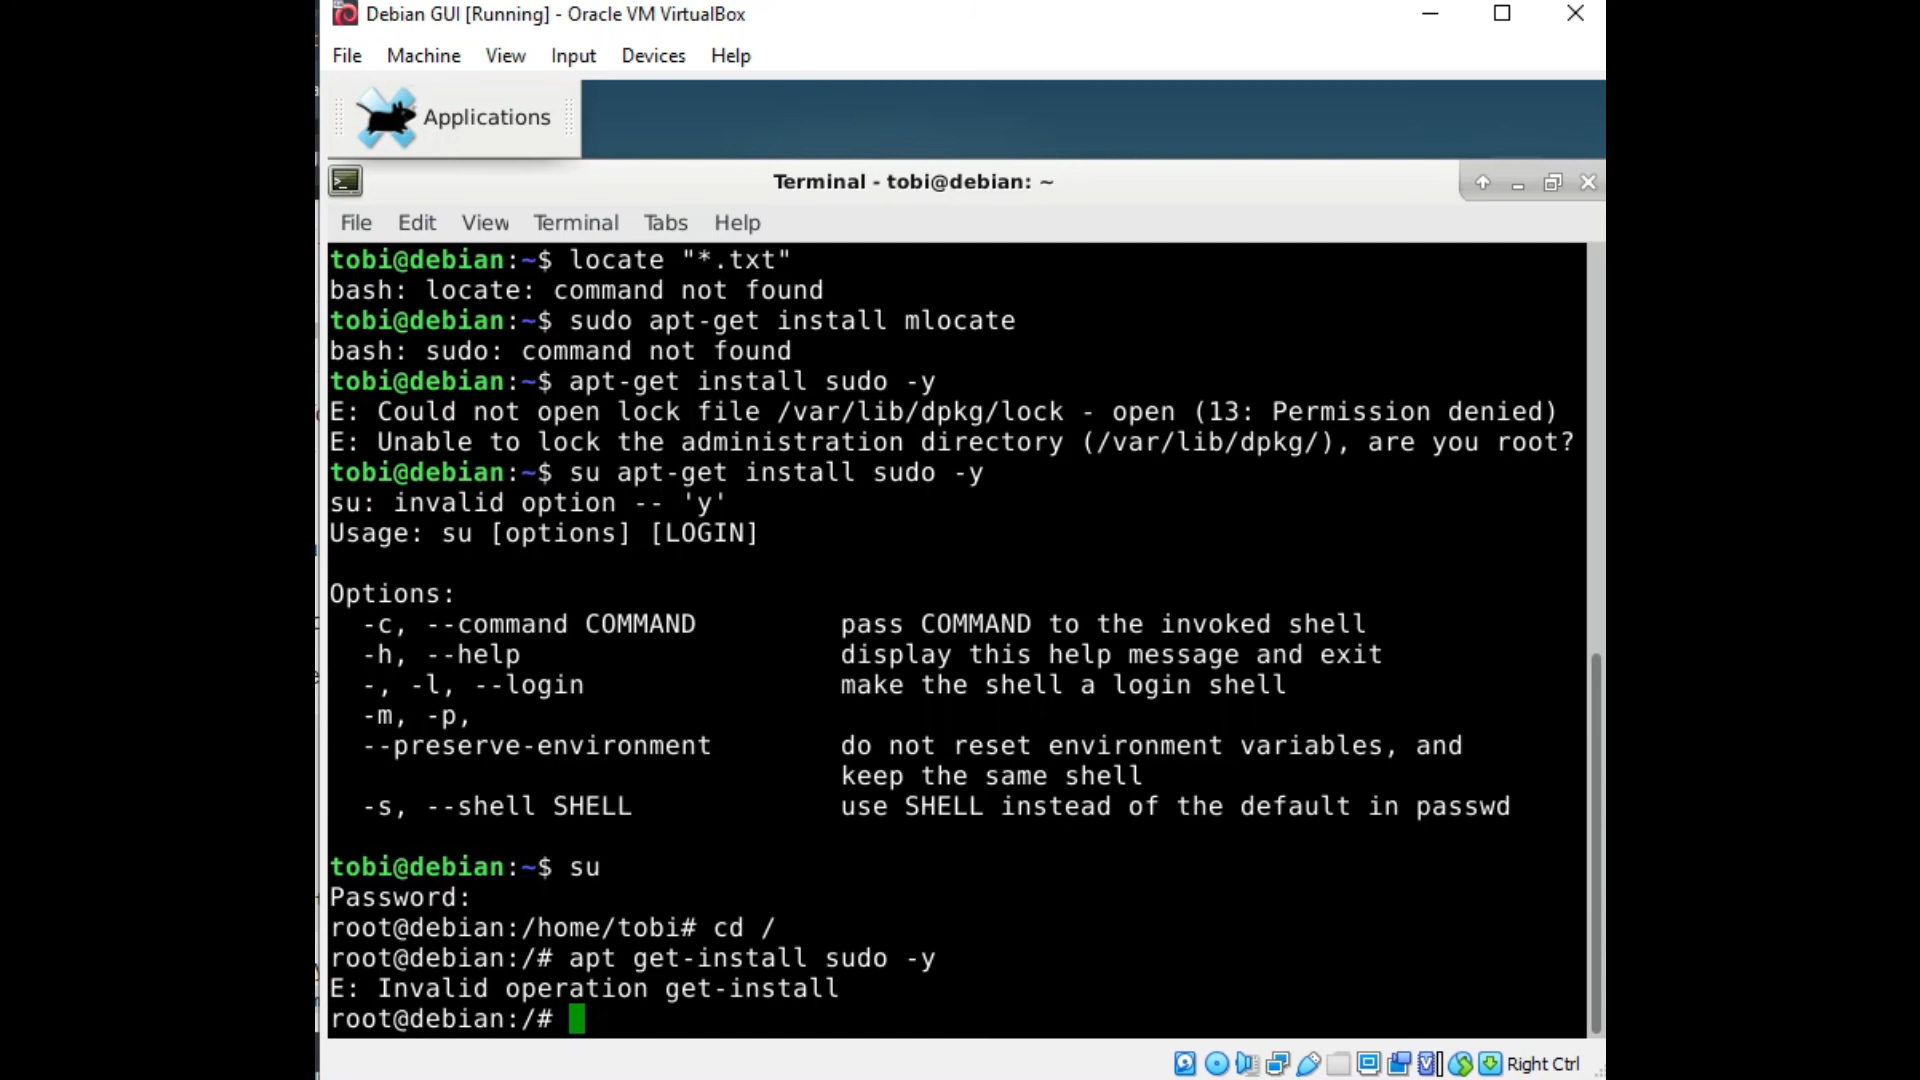 Debian GUI [Running] - Oracle VM VirtualBox
File Machine View Input Devices Help
Applications
Terminal - tobi@debian: ~
File Edit View Terminal Tabs Help
tobi@debian:~$ locate "*.txt"
bash: locate: command not found
tobi@debian:~$ sudo apt-get install mlocate
bash: sudo: command not found
tobi@debian:~$ apt-get install sudo -y
E: Could not open lock file /var/lib/dpkg/lock - open (13: Permission denied)
E: Unable to lock the administration directory (/var/lib/dpkg/), are you root?
tobi@debian:~$ su apt-get install sudo -y
su: invalid option -- 'y'
Usage: su [options] [LOGIN]
Options:
-c, --command COMMAND pass COMMAND to the invoked shell
-h, --help display this help message and exit
-, -l, --login make the shell a login shell
-m, -p,
--preserve-environment do not reset environment variables, and
keep the same shell
-s, --shell SHELL use SHELL instead of the default in passwd
tobi@debian:~$ su
Password:
root@debian:/home/tobi# cd /
root@debian:/# apt get-install sudo -y
E: Invalid operation get-install
root@debian:/#
Right Ctrl